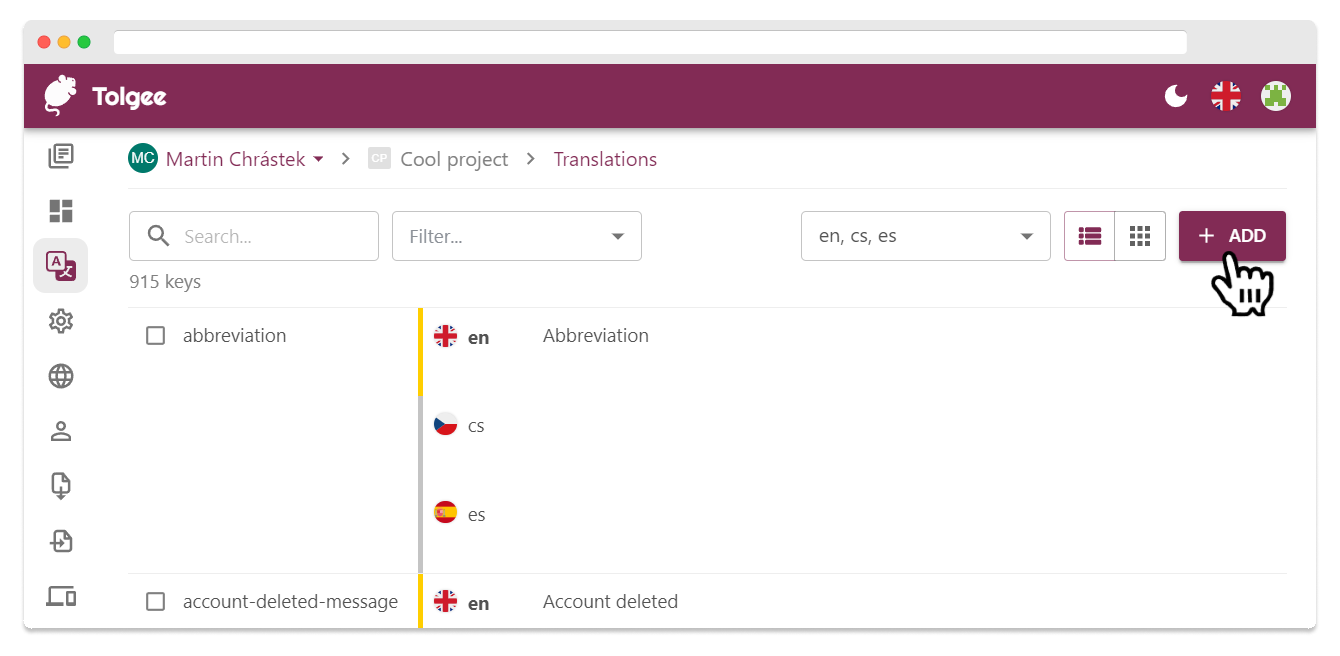 Tolgee
MC Martin Chrástek > CP Cool project > Translations
Search... Filter... en, cs, es + ADD
915 keys
abbreviation en Abbreviation
cs
es
account-deleted-message en Account deleted